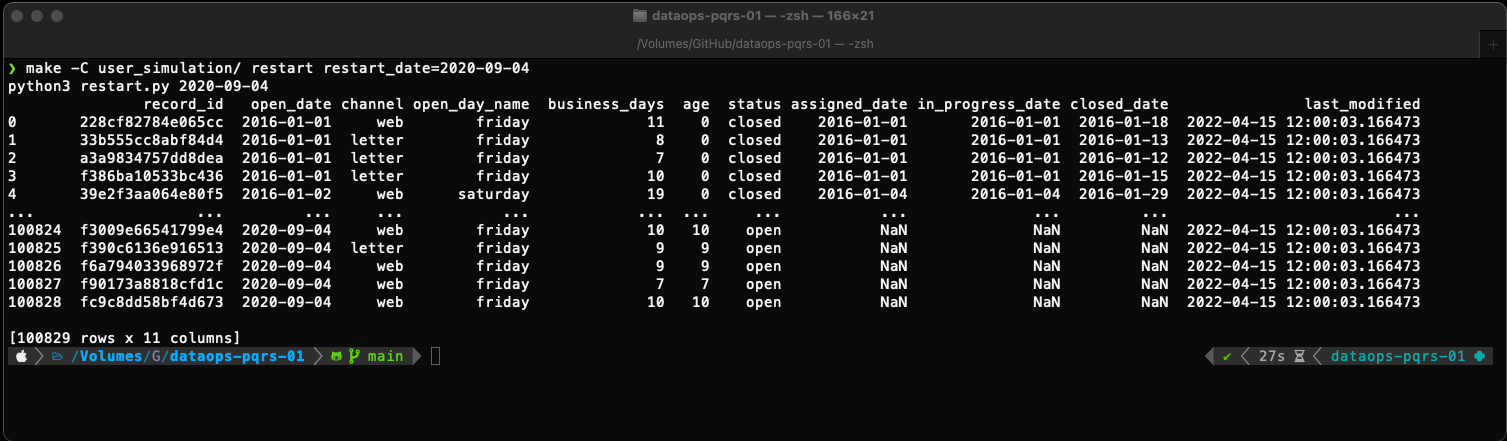 dataops-pqrs-01 — -zsh — 166×21
/Volumes/GitHub/dataops-pqrs-01 — -zsh
❯ make -C user_simulation/ restart restart_date=2020-09-04
python3 restart.py 2020-09-04
record_id open_date channel open_day_name business_days age status assigned_date in_progress_date closed_date last_modified
0 228cf82784e065cc 2016-01-01 web friday 11 0 closed 2016-01-01 2016-01-01 2016-01-18 2022-04-15 12:00:03.166473
1 33b555cc8abf84d4 2016-01-01 letter friday 8 0 closed 2016-01-01 2016-01-01 2016-01-13 2022-04-15 12:00:03.166473
2 a3a9834757dd8dea 2016-01-01 letter friday 7 0 closed 2016-01-01 2016-01-01 2016-01-12 2022-04-15 12:00:03.166473
3 f386ba10533bc436 2016-01-01 letter friday 10 0 closed 2016-01-01 2016-01-01 2016-01-15 2022-04-15 12:00:03.166473
4 39e2f3aa064e80f5 2016-01-02 web saturday 19 0 closed 2016-01-04 2016-01-04 2016-01-29 2022-04-15 12:00:03.166473
... ... ... ... ... ... ... ... ... ... ... ...
100824 f3009e66541799e4 2020-09-04 web friday 10 10 open NaN NaN NaN 2022-04-15 12:00:03.166473
100825 f390c6136e916513 2020-09-04 letter friday 9 9 open NaN NaN NaN 2022-04-15 12:00:03.166473
100826 f6a794033968972f 2020-09-04 web friday 9 9 open NaN NaN NaN 2022-04-15 12:00:03.166473
100827 f90173a8818cfd1c 2020-09-04 web friday 7 7 open NaN NaN NaN 2022-04-15 12:00:03.166473
100828 fc9c8dd58bf4d673 2020-09-04 web friday 10 10 open NaN NaN NaN 2022-04-15 12:00:03.166473
[100829 rows x 11 columns]
/Volumes/G/dataops-pqrs-01 main ✔ 27s dataops-pqrs-01